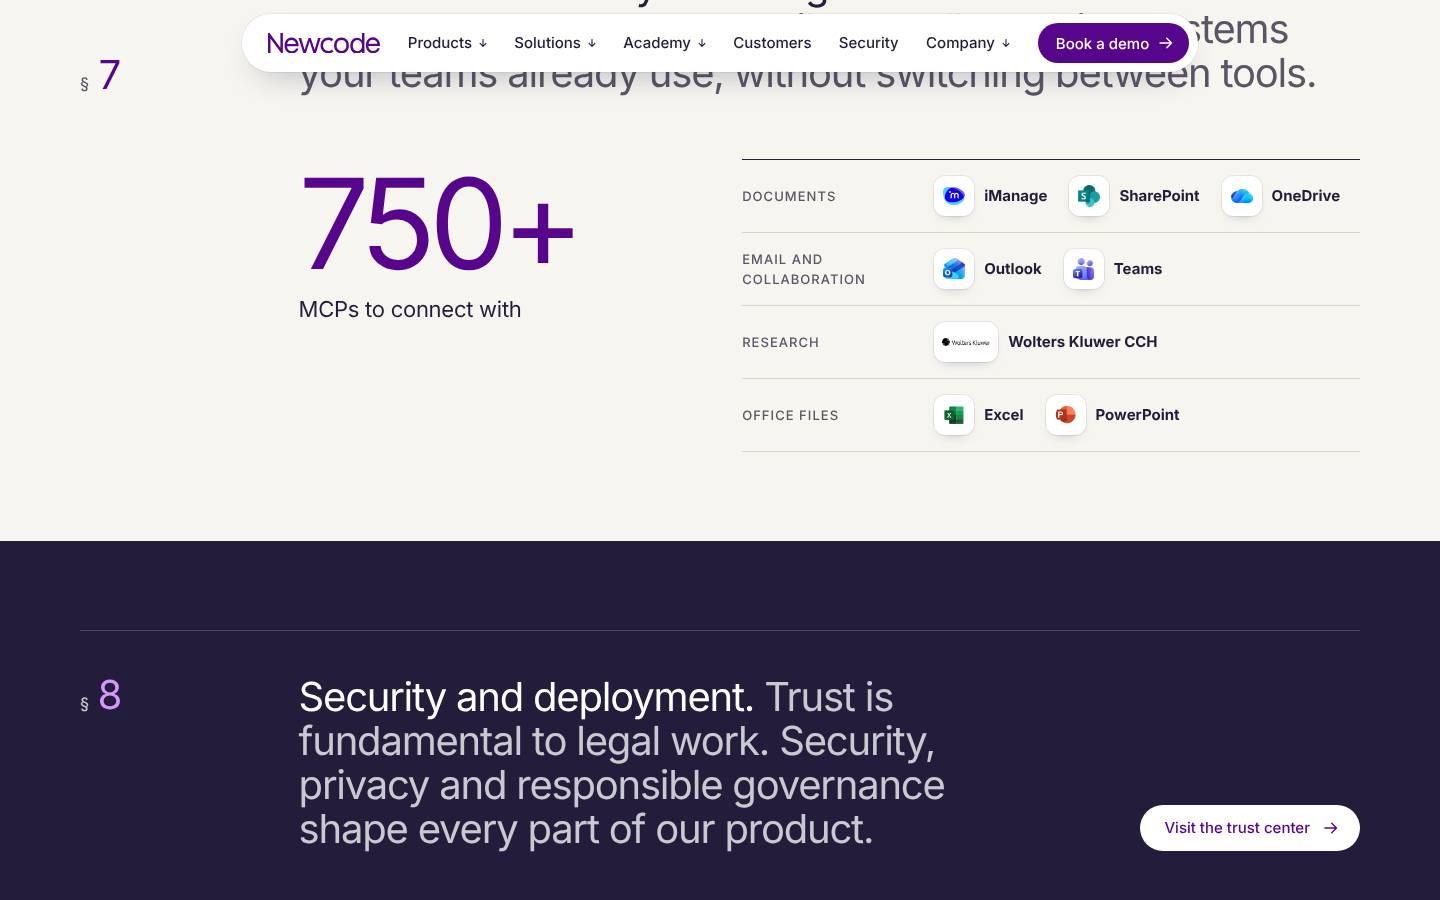 Newcode
Products
Solutions
Academy
Customers
Security
Company
Book a demo
stems
§ 7
your teams already use, without switching between tools.
750+
MCPs to connect with
DOCUMENTS
iManage
SharePoint
OneDrive
EMAIL AND
COLLABORATION
Outlook
Teams
RESEARCH
Wolters Kluwer
Wolters Kluwer CCH
OFFICE FILES
Excel
PowerPoint
§ 8
Security and deployment. Trust is
fundamental to legal work. Security,
privacy and responsible governance
shape every part of our product.
Visit the trust center